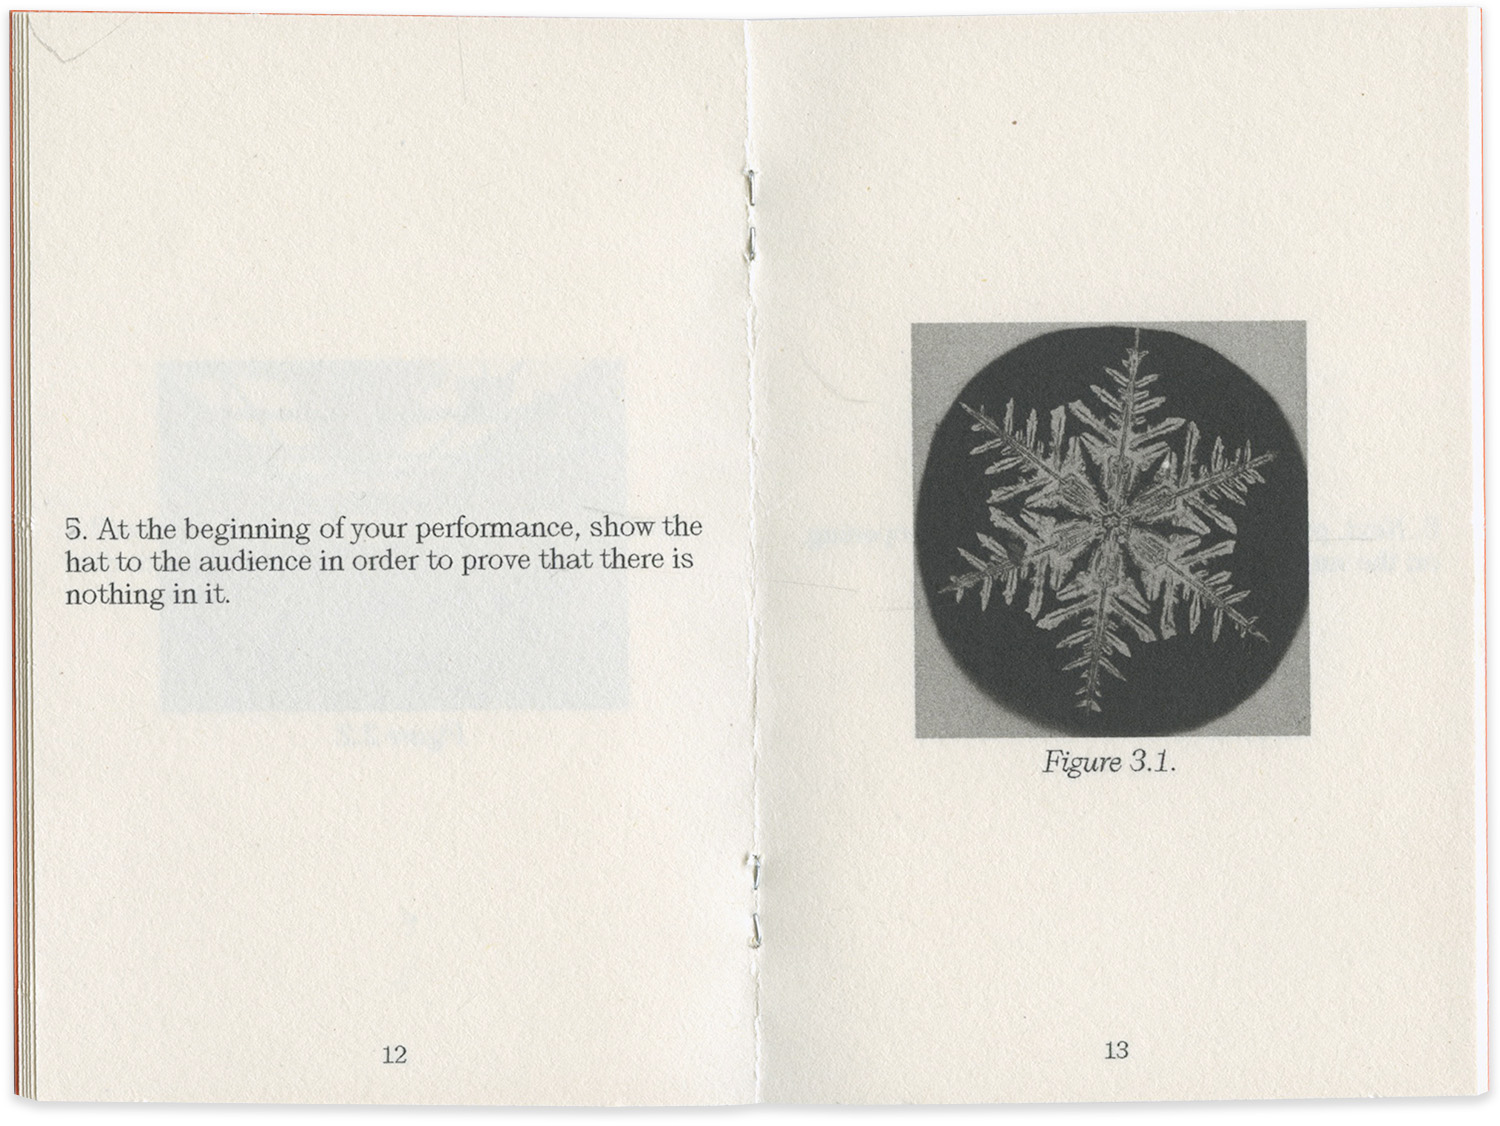 5. At the beginning of your performance, show the
hat to the audience in order to prove that there is
nothing in it.
12
Figure 3.1.
13